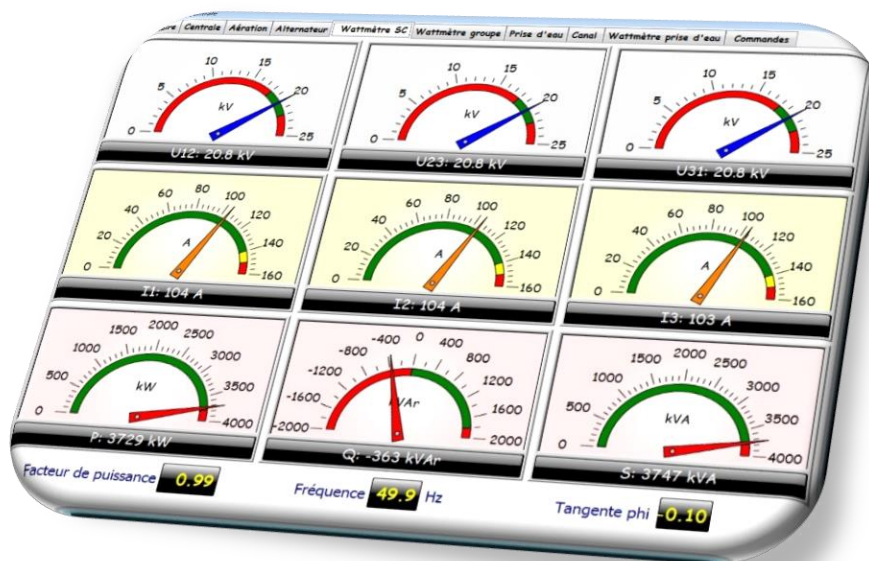 Centrale Aération Alternateur Wattmètre SC Wattmètre groupe Prise d'eau Canal Wattmètre prise d'eau Commandes
0 5 10 15 20 25 kV
0 5 10 15 20 25 kV
0 5 10 15 20 25 kV
U12: 20.8 kV U23: 20.8 kV U31: 20.8 kV
0 20 40 60 80 100 120 140 160 A
0 20 40 60 80 100 120 140 160 A
0 20 40 60 80 100 120 140 160 A
I1: 104 A I2: 104 A I3: 103 A
0 500 1000 1500 2000 2500 3000 3500 4000 kW
-2000 -1600 -1200 -800 -400 0 400 800 1200 1600 2000 kVAr
0 500 1000 1500 2000 2500 3000 3500 4000 kVA
P: 3729 kW Q: -363 kVAr S: 3747 kVA
Facteur de puissance 0.99 Fréquence 49.9 Hz Tangente phi -0.10